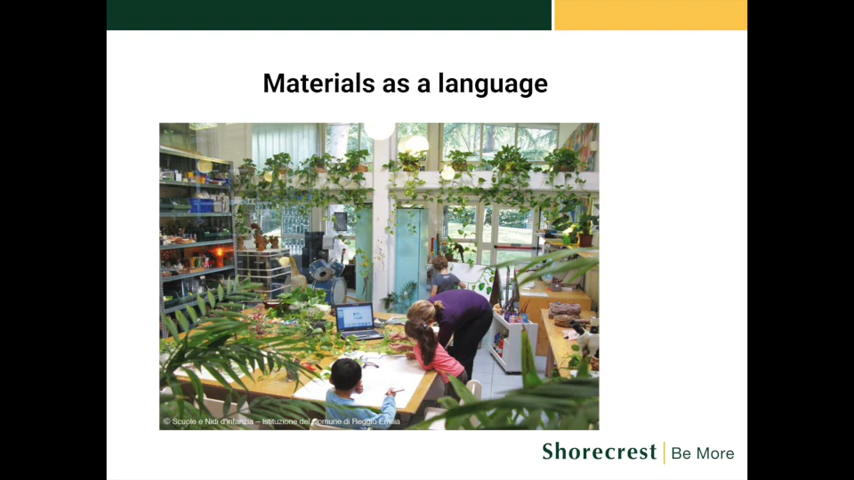 Materials as a language
© Scuole e Nidi d'infanzia – Istituzione del Comune di Reggio Emilia
Shorecrest | Be More